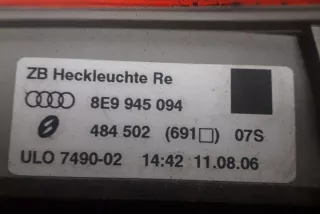 ZB Heckleuchte Re
8E9 945 094
484 502 (691□) 07S
ULO 7490-02 14:42 11.08.06